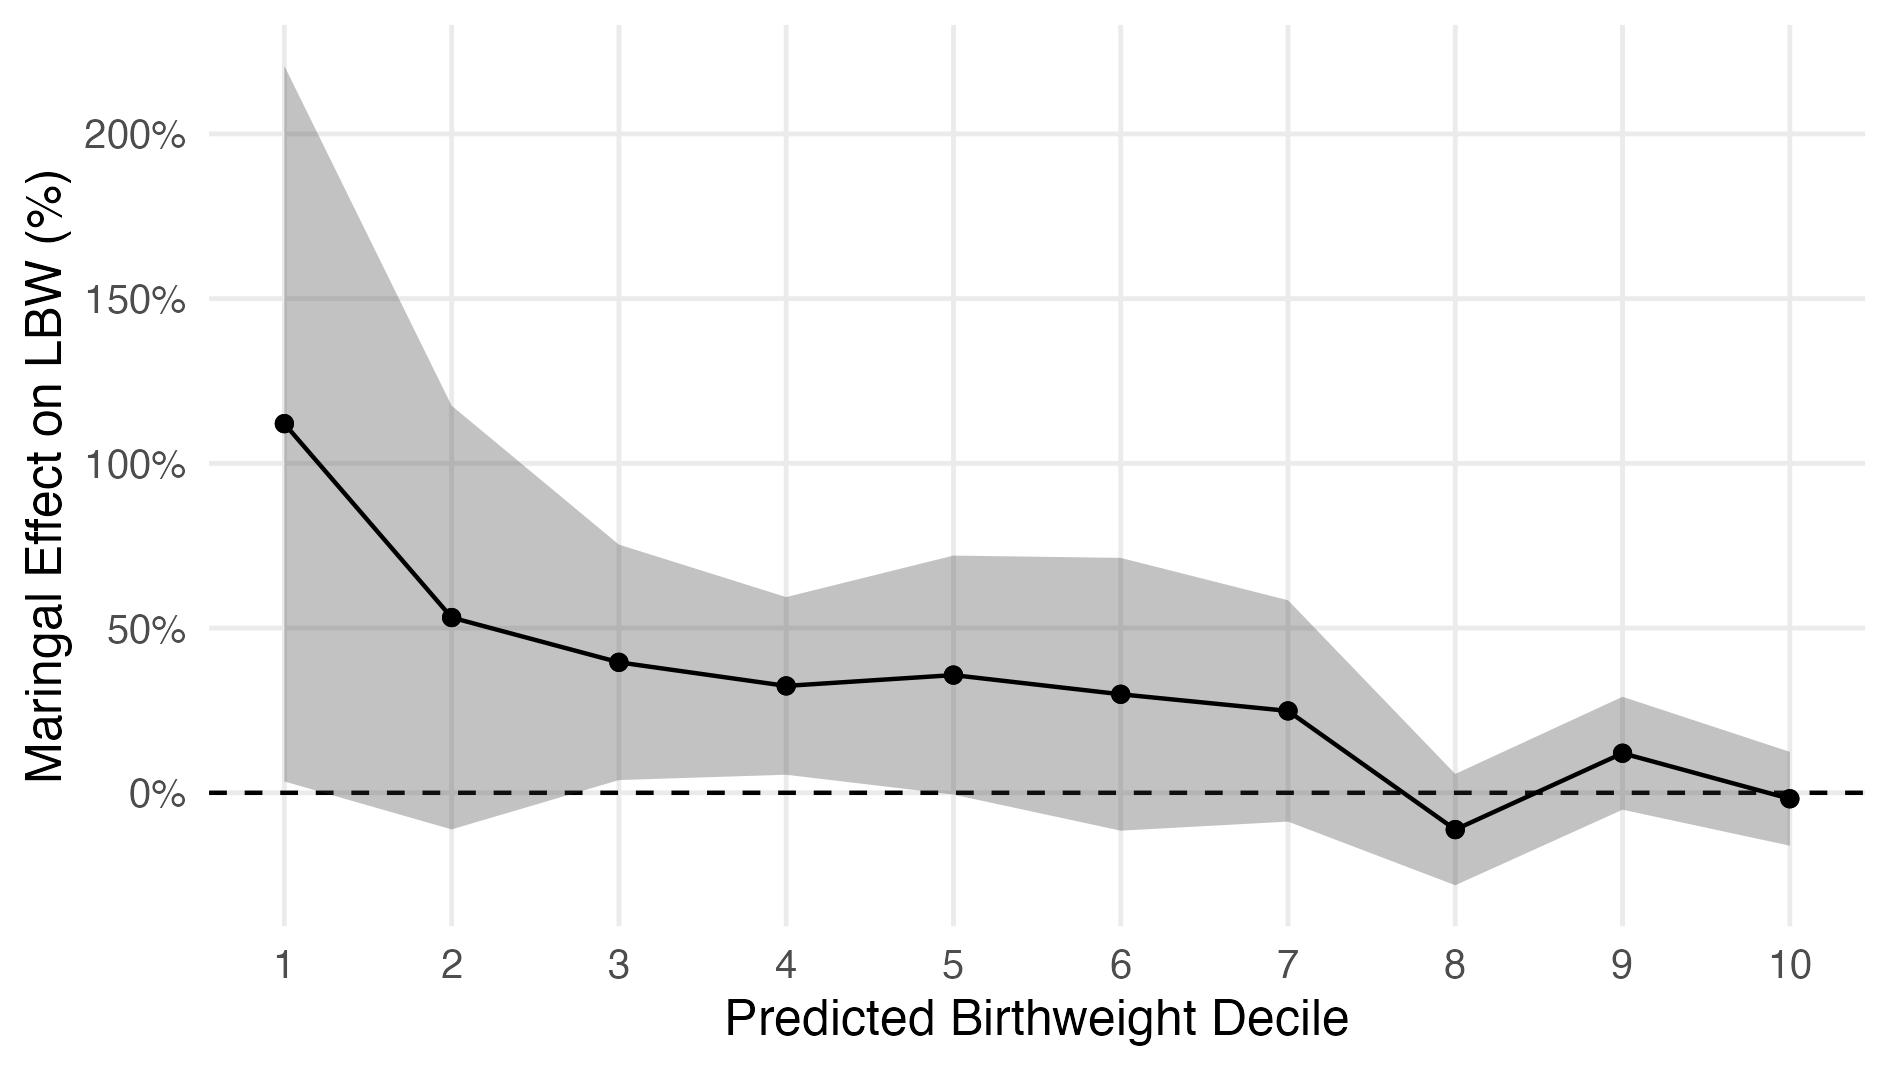 Maringal Effect on LBW (%)
200%
150%
100%
50%
0%
1 2 3 4 5 6 7 8 9 10
Predicted Birthweight Decile